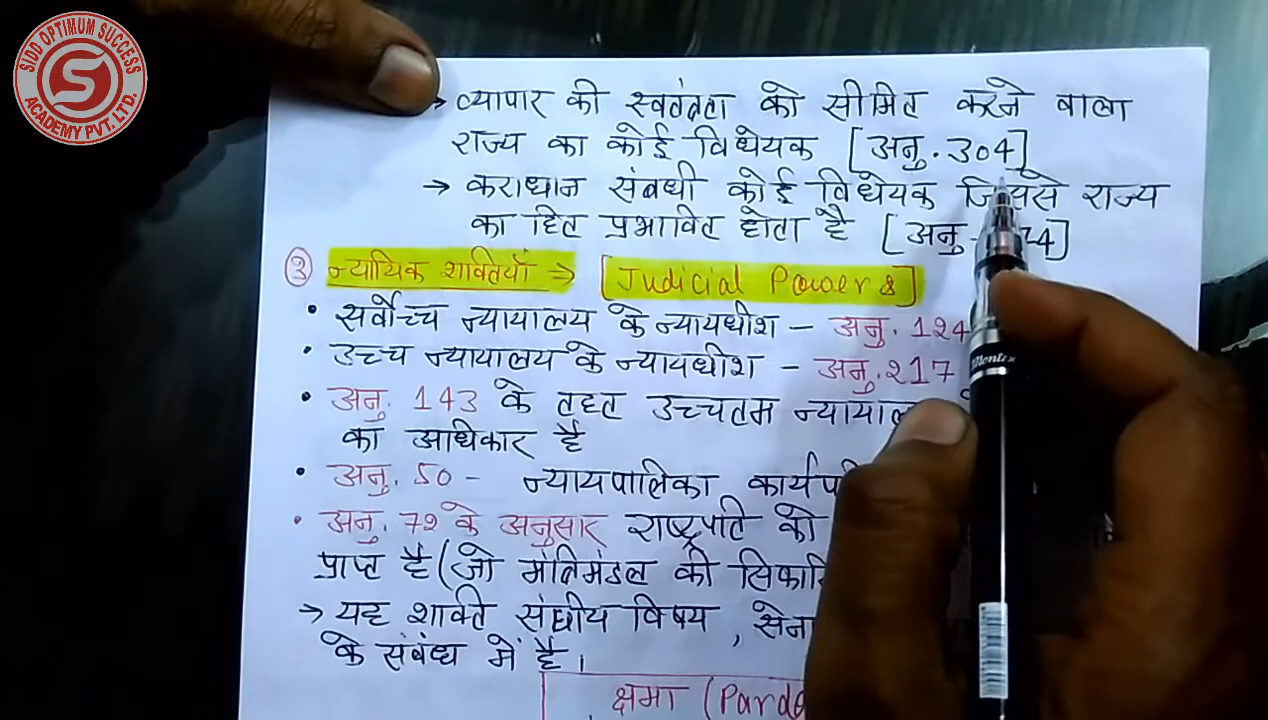 SIDD OPTIMUM SUCCESS
ACADEMY PVT. LTD.
→ व्यापार की स्वतंत्रता को सीमित करने वाला
राज्य का कोई विधेयक [अनु. 304]
→ कराधान संबधी कोई विधेयक जिससे राज्य
का हित प्रभावित होता है [अनु
③ न्यायिक शक्तियाँ → [Judicial Powers]
• सर्वोच्च न्यायालय के न्यायधीश – अनु. 124
• उच्च न्यायालय के न्यायधीश – अनु. 217
• अनु. 143 के तहत उच्चतम
का अधिकार है
• अनु. 50 – न्यायपालिका
• अनु. 72 के अनुसार राष्ट्रपति को
प्राप्त है (जो मंत्रिमंडल की
→ यह शक्ति संघीय विषय, सेना
के संबंध में है।
क्षमा (